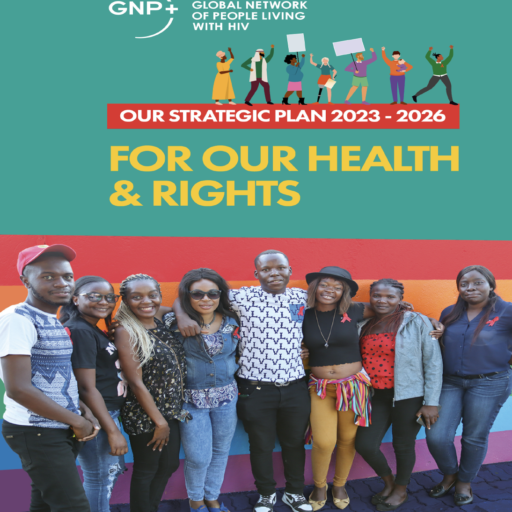 GNP+
GLOBAL NETWORK
OF PEOPLE LIVING
WITH HIV
OUR STRATEGIC PLAN 2023 - 2026
FOR OUR HEALTH
& RIGHTS